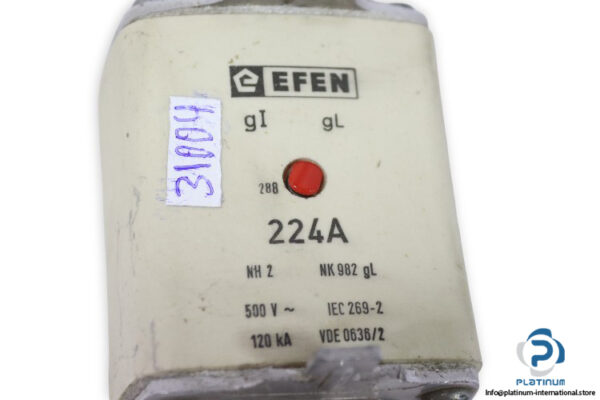 EFEN
gI gL
31004
288
224A
NH 2 NK 982 gL
500 V ~ IEC 269-2
120 kA VDE 0636/2
PLATINUM
Info@platinum-international.store